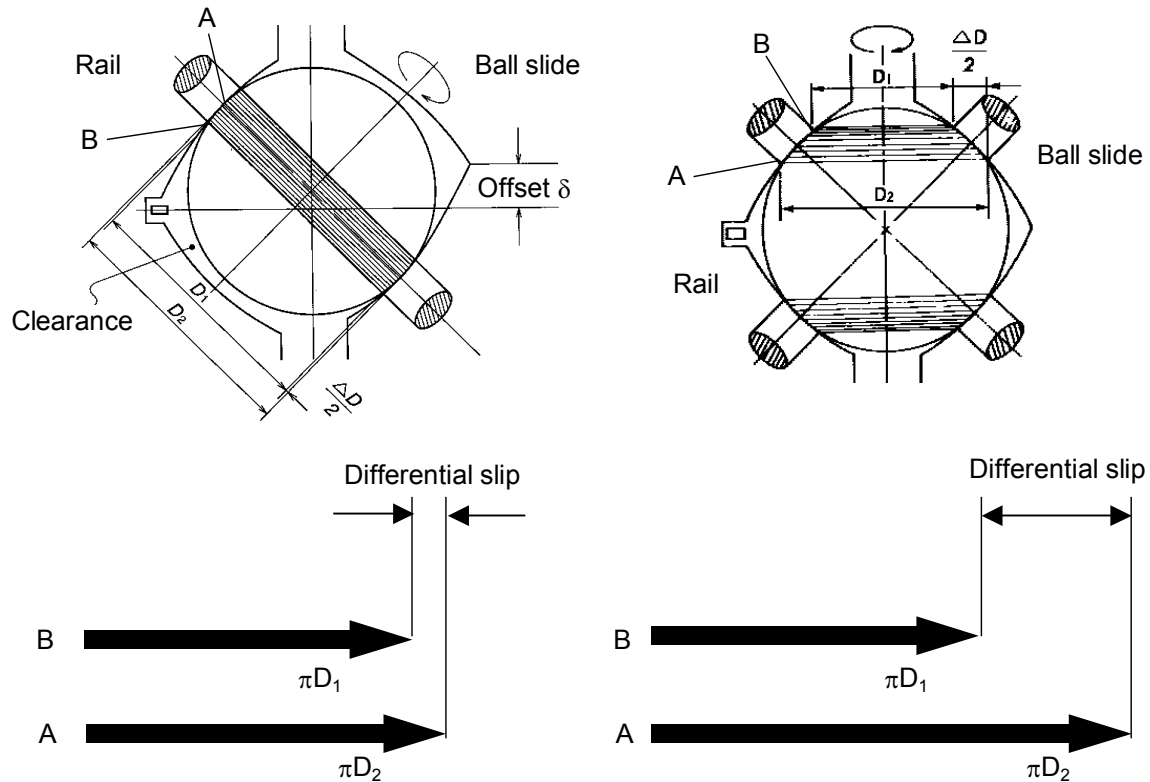 A
Rail
Ball slide
B
Offset δ
D₁
D₂
Clearance
ΔD
2
B
ΔD
2
D₁
Ball slide
A
D₂
x
Rail
Differential slip
B
πD₁
A
πD₂
Differential slip
B
πD₁
A
πD₂